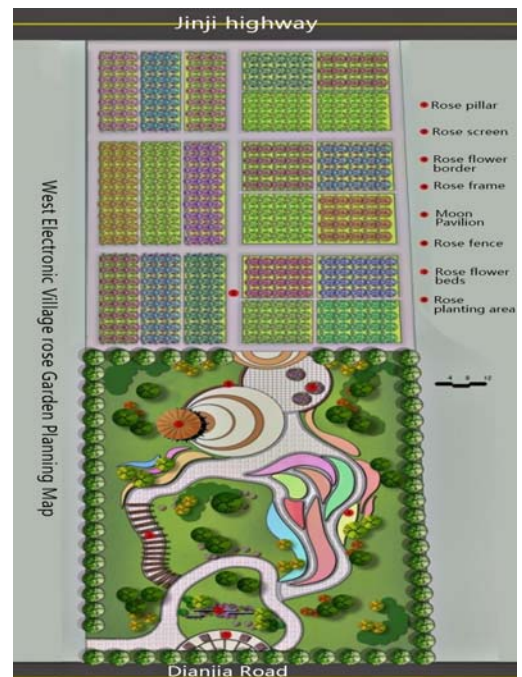 Jinji highway
West Electronic Village rose Garden Planning Map
Rose pillar
Rose screen
Rose flower
border
Rose frame
Moon
Pavilion
Rose fence
Rose flower
beds
Rose
planting area
Dianjia Road